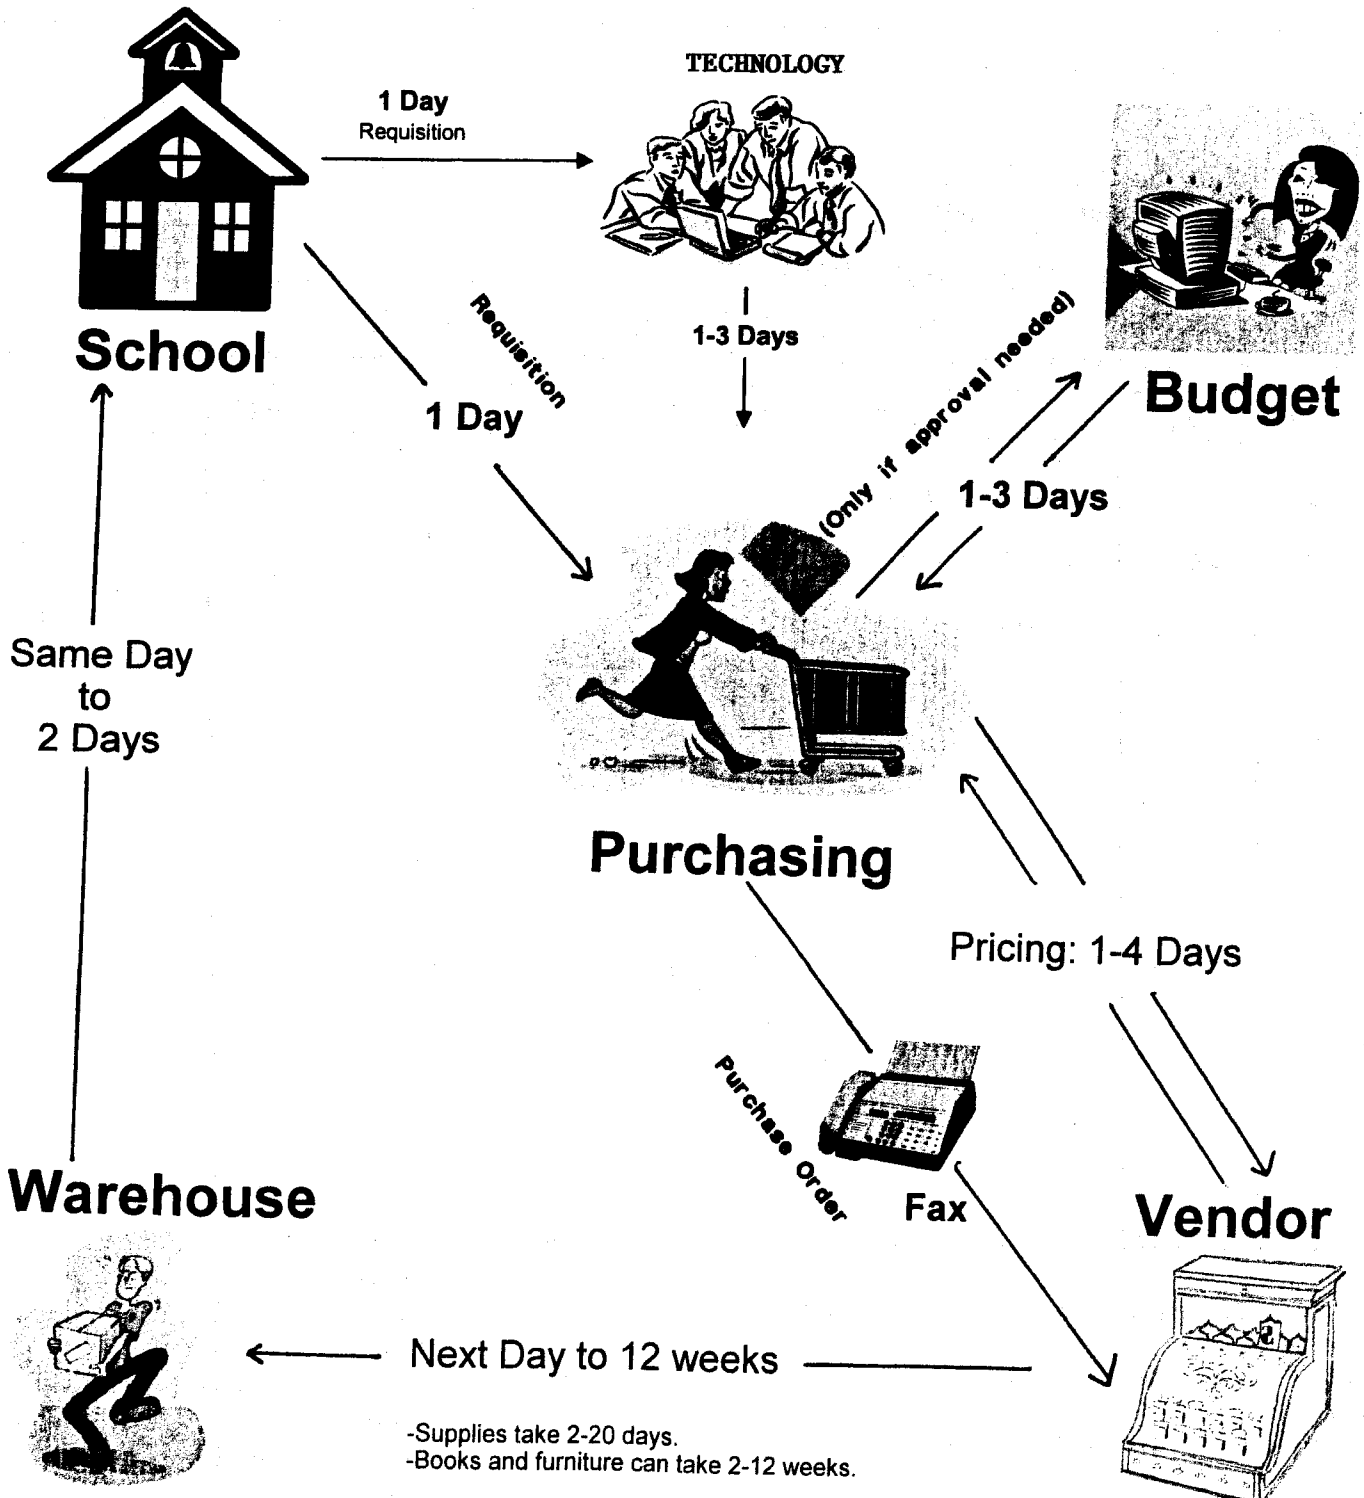 TECHNOLOGY
1 Day
Requisition
School
1-3 Days
Requisition
1 Day
(Only if approval needed)
Budget
1-3 Days
Same Day
to
2 Days
Purchasing
Pricing: 1-4 Days
Purchase Order
Fax
Warehouse
Vendor
Next Day to 12 weeks
-Supplies take 2-20 days.
-Books and furniture can take 2-12 weeks.